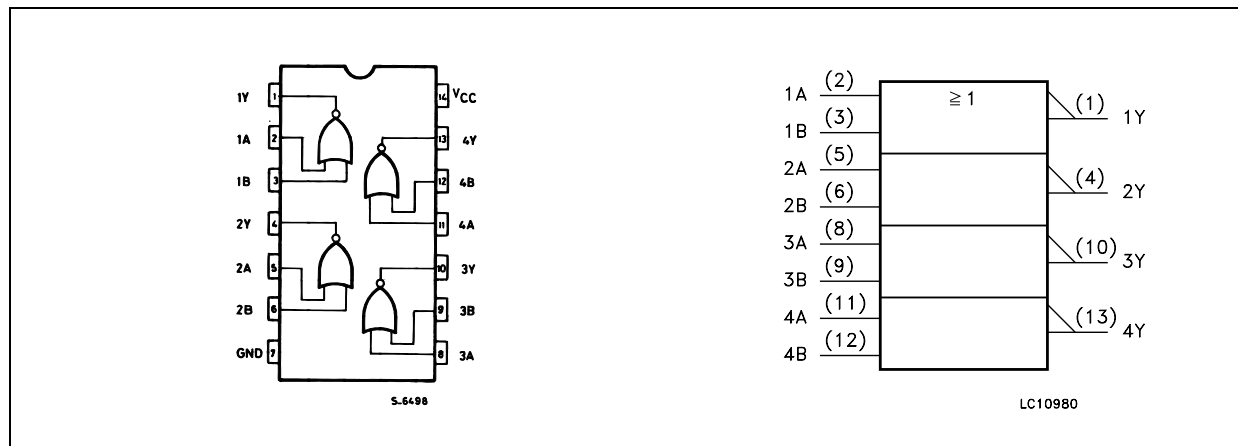 1Y 1 14 VCC
1A 2 13 4Y
1B 3 12 4B
2Y 4 11 4A
2A 5 10 3Y
2B 6 9 3B
GND 7 8 3A
S-6498
≧ 1
1A (2)
1B (3)
2A (5)
2B (6)
3A (8)
3B (9)
4A (11)
4B (12)
(1) 1Y
(4) 2Y
(10) 3Y
(13) 4Y
LC10980